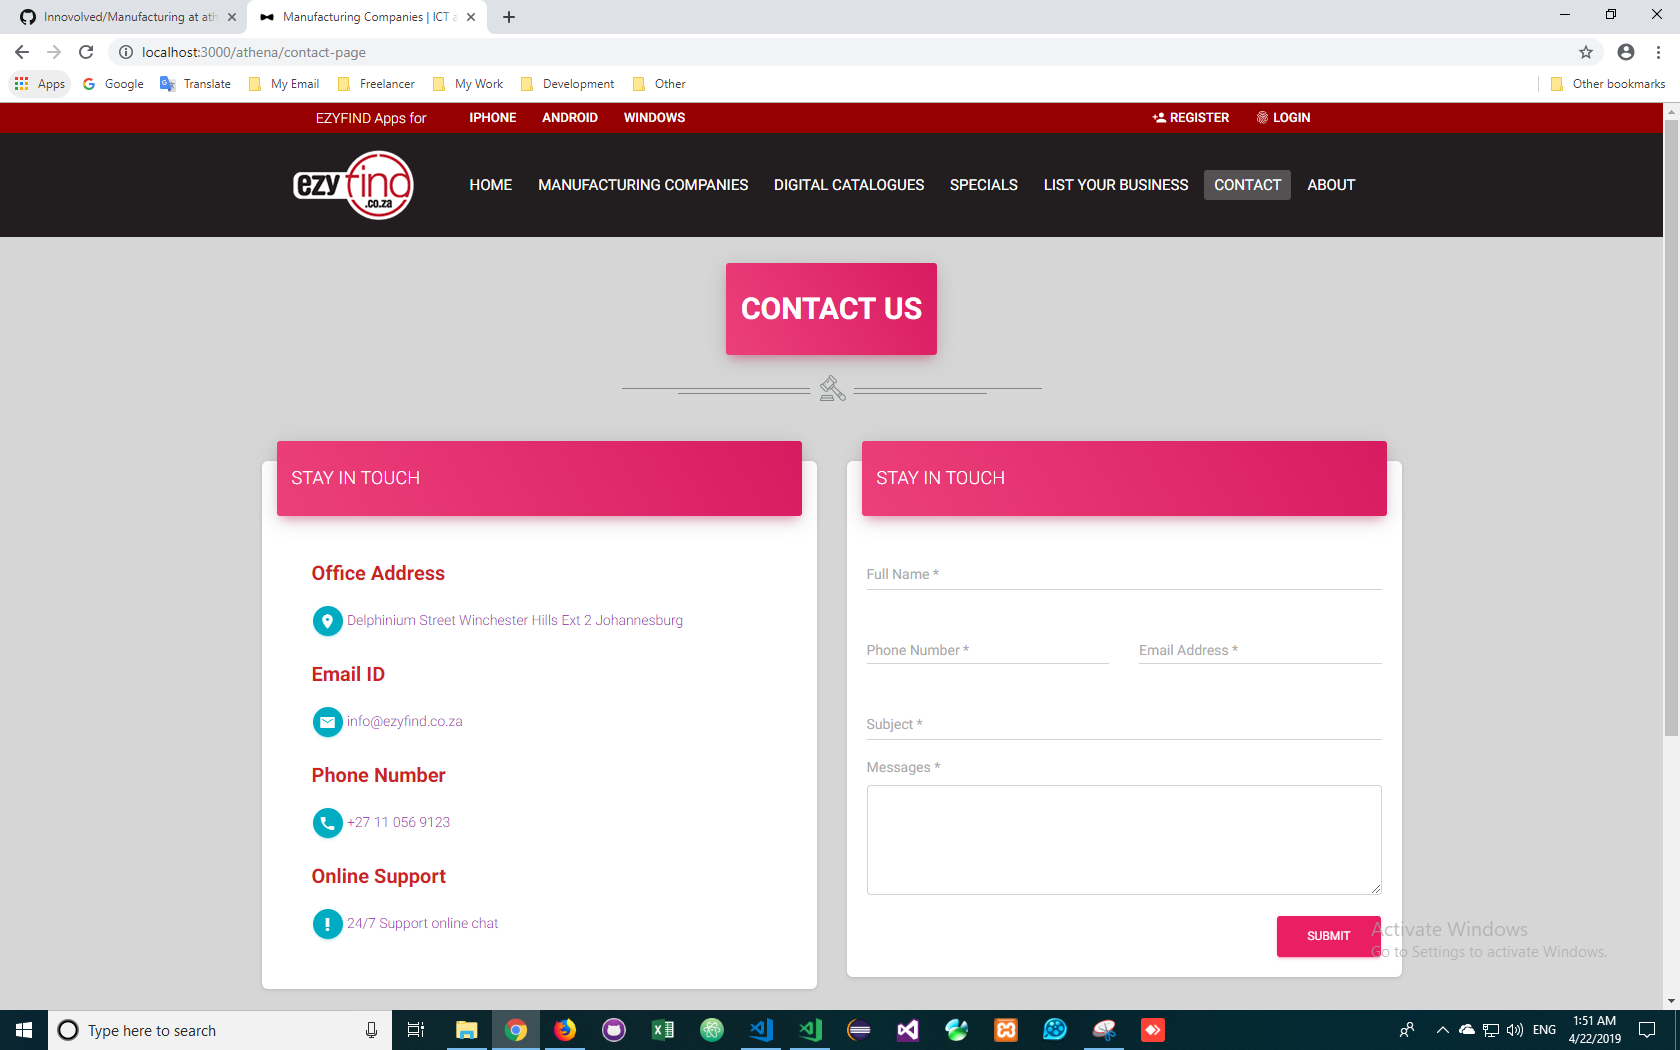 Innovolved/Manufacturing at ath
Manufacturing Companies | ICT a
localhost:3000/athena/contact-page
Apps
Google
Translate
My Email
Freelancer
My Work
Development
Other
Other bookmarks
EZYFIND Apps for
IPHONE
ANDROID
WINDOWS
REGISTER
LOGIN
ezy find
.co.za
HOME
MANUFACTURING COMPANIES
DIGITAL CATALOGUES
SPECIALS
LIST YOUR BUSINESS
CONTACT
ABOUT
CONTACT US
STAY IN TOUCH
Office Address
Delphinium Street Winchester Hills Ext 2 Johannesburg
Email ID
info@ezyfind.co.za
Phone Number
+27 11 056 9123
Online Support
24/7 Support online chat
STAY IN TOUCH
Full Name *
Phone Number *
Email Address *
Subject *
Messages *
SUBMIT
Activate Windows
Go to Settings to activate Windows.
Type here to search
ENG
1:51 AM
4/22/2019